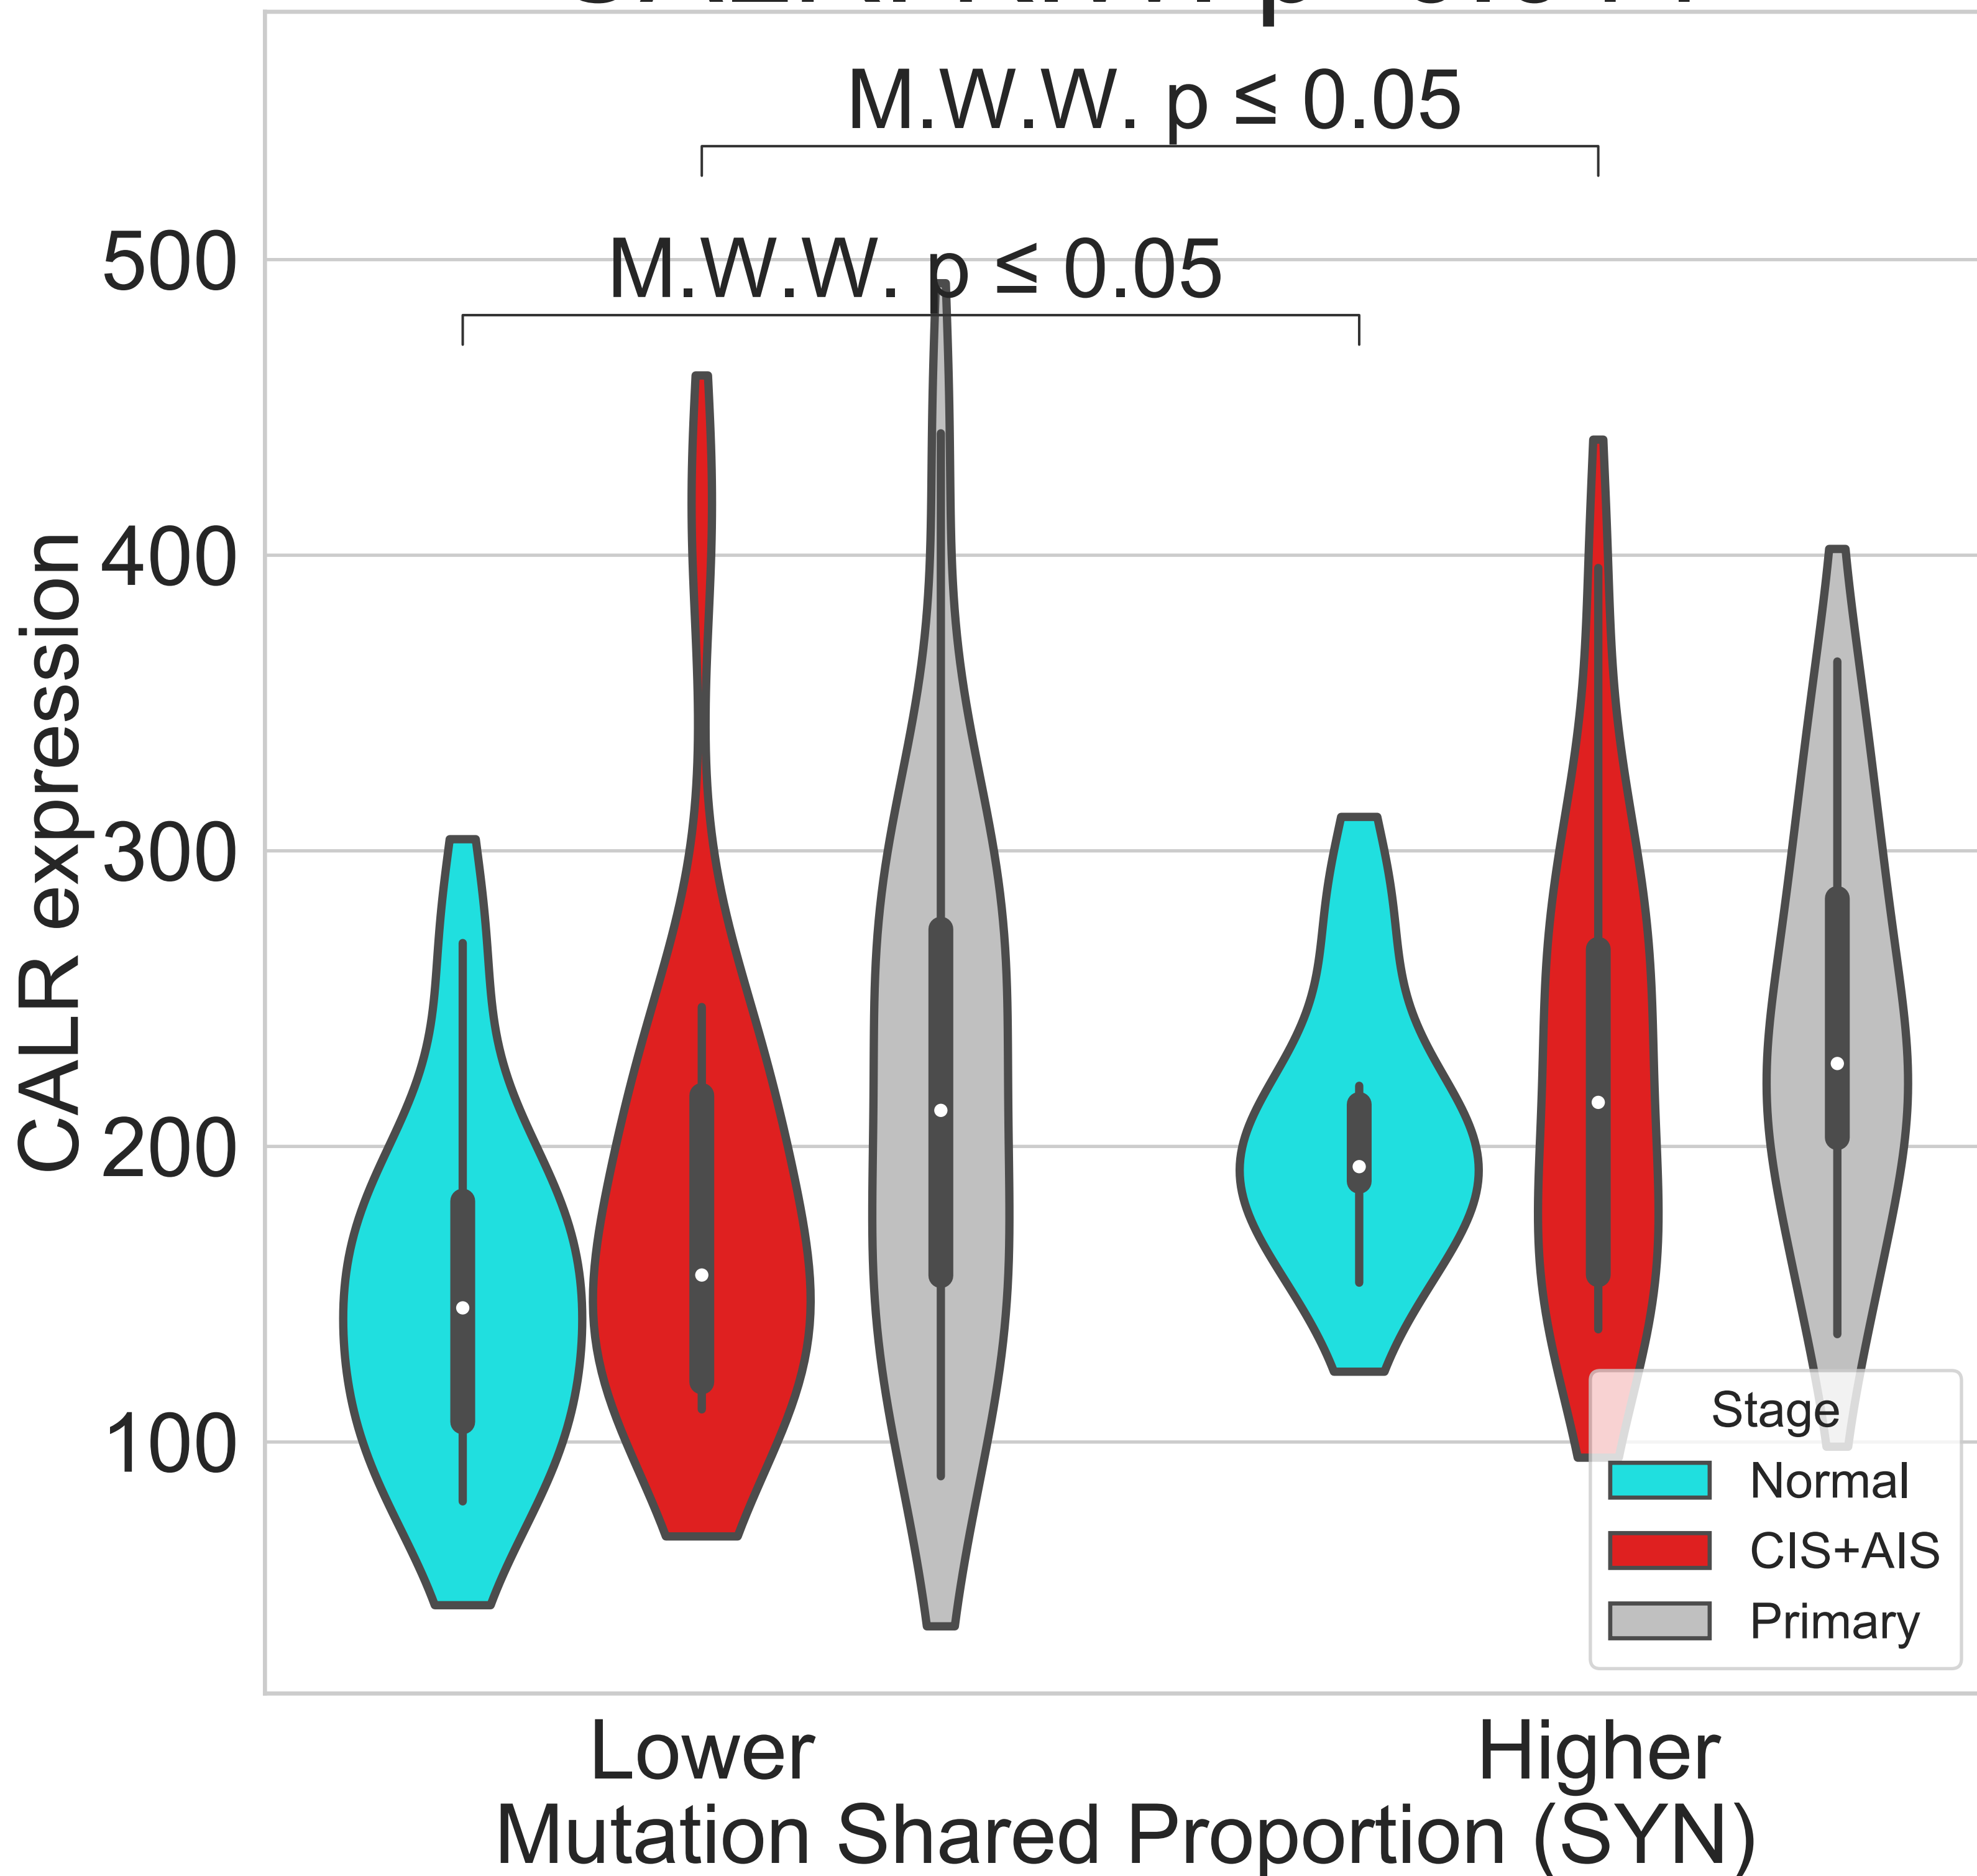 M.W.W. p ≤ 0.05
M.W.W. p ≤ 0.05
500
400
300
200
100
CALR expression
Stage
Normal
CIS+AIS
Primary
Lower
Higher
Mutation Shared Proportion (SYN)